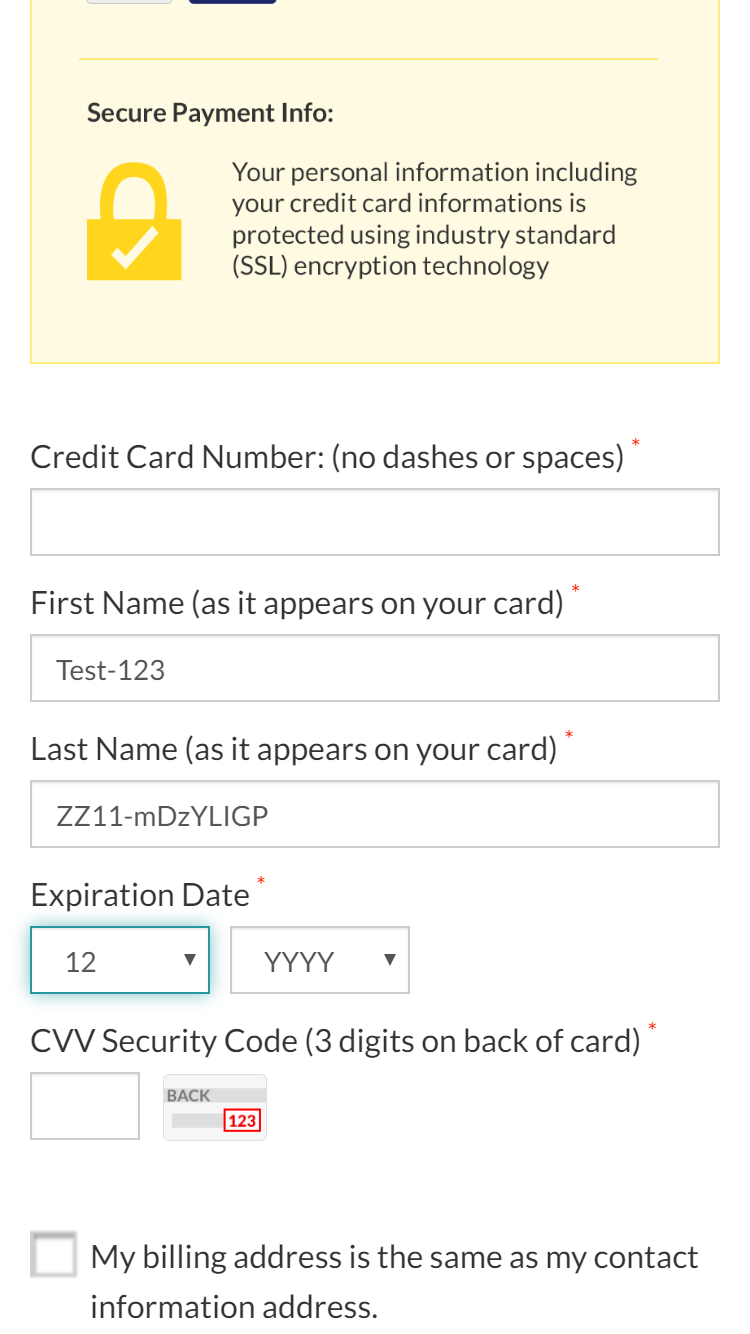 Secure Payment Info:
Your personal information including
your credit card informations is
protected using industry standard
(SSL) encryption technology
Credit Card Number: (no dashes or spaces) *
First Name (as it appears on your card) *
Test-123
Last Name (as it appears on your card) *
ZZ11-mDzYLIGP
Expiration Date *
12 ▼ YYYY ▼
CVV Security Code (3 digits on back of card) *
BACK
123
My billing address is the same as my contact
information address.